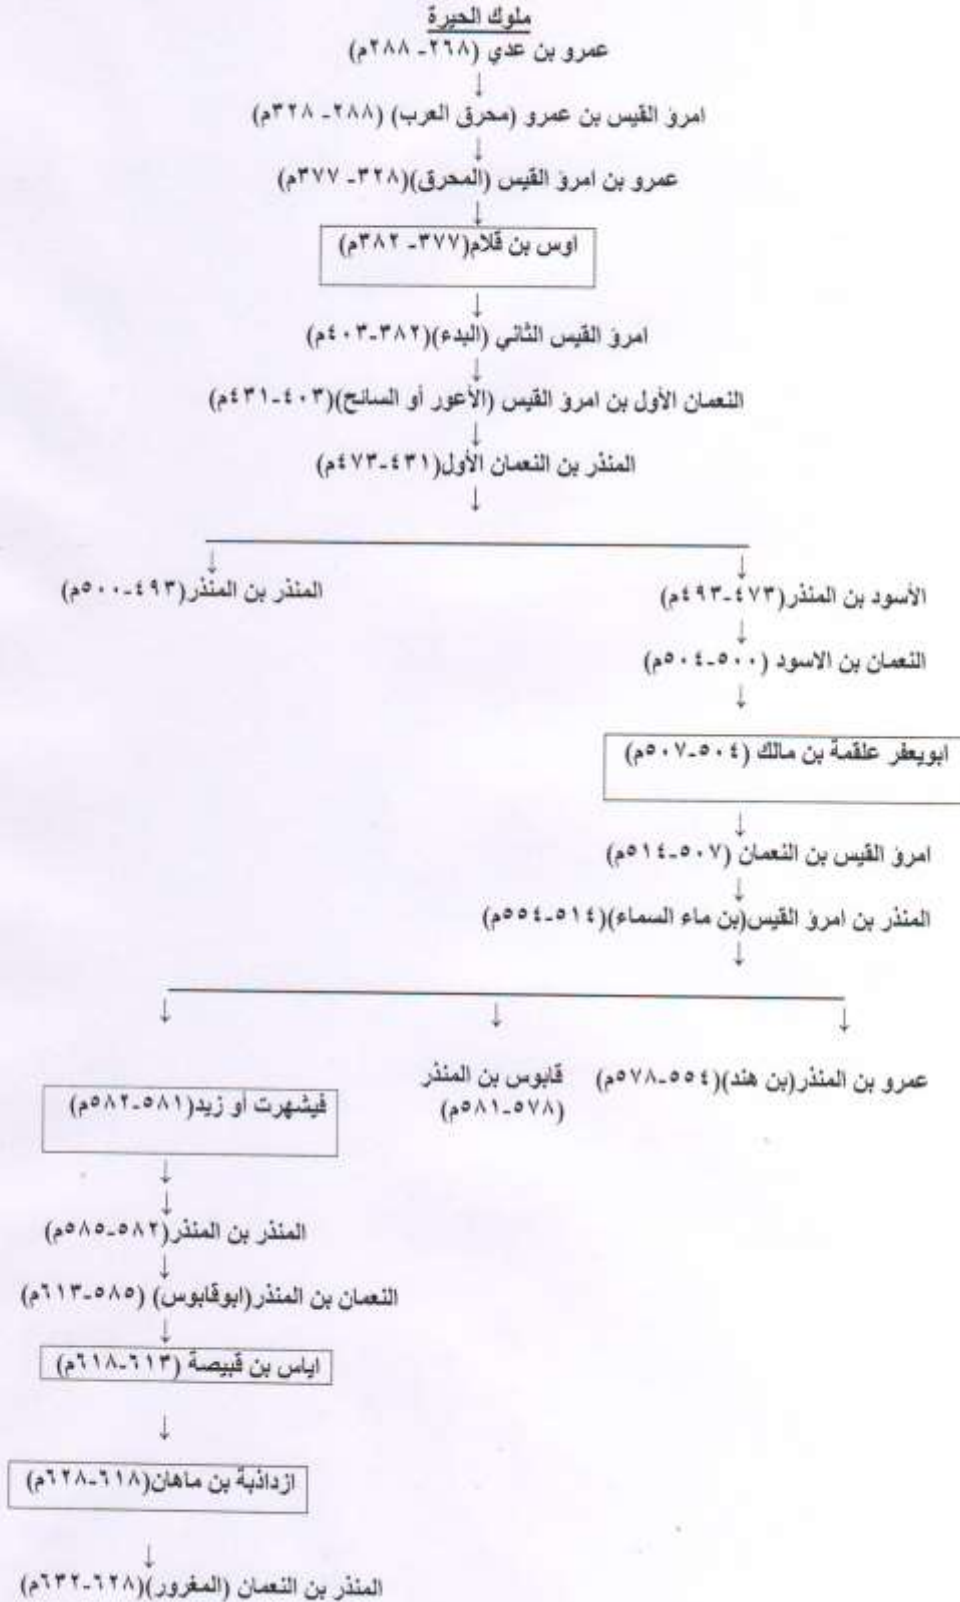 ملوك الحيرة
عمرو بن عدي (٢٦٨- ٢٨٨م)
امرؤ القيس بن عمرو (محرق العرب) (٢٨٨- ٣٢٨م)
عمرو بن امرؤ القيس (المحرق)(٣٢٨- ٣٧٧م)
اوس بن قلام(٣٧٧- ٣٨٢م)
امرؤ القيس الثاني (البدء)(٣٨٢-٤٠٣م)
النعمان الأول بن امرؤ القيس (الأعور أو السائح)(٤٠٣-٤٣١م)
المنذر بن النعمان الأول(٤٣١-٤٧٣م)
الأسود بن المنذر(٤٧٣-٤٩٣م)
المنذر بن المنذر(٤٩٣-٥٠٠م)
النعمان بن الاسود (٥٠٠-٥٠٤م)
ابويعفر علقمة بن مالك (٥٠٤-٥٠٧م)
امرؤ القيس بن النعمان (٥٠٧-٥١٤م)
المنذر بن امرؤ القيس(بن ماء السماء)(٥١٤-٥٥٤م)
عمرو بن المنذر(بن هند)(٥٥٤-٥٧٨م)
قابوس بن المنذر
(٥٧٨-٥٨١م)
فيشهرت أو زيد(٥٨١-٥٨٢م)
المنذر بن المنذر(٥٨٢-٥٨٥م)
النعمان بن المنذر(ابوقابوس) (٥٨٥-٦١٣م)
اياس بن قبيصة (٦١٣-٦١٨م)
ازداذبة بن ماهان(٦١٨-٦٢٨م)
المنذر بن النعمان (المغرور)(٦٢٨-٦٣٢م)